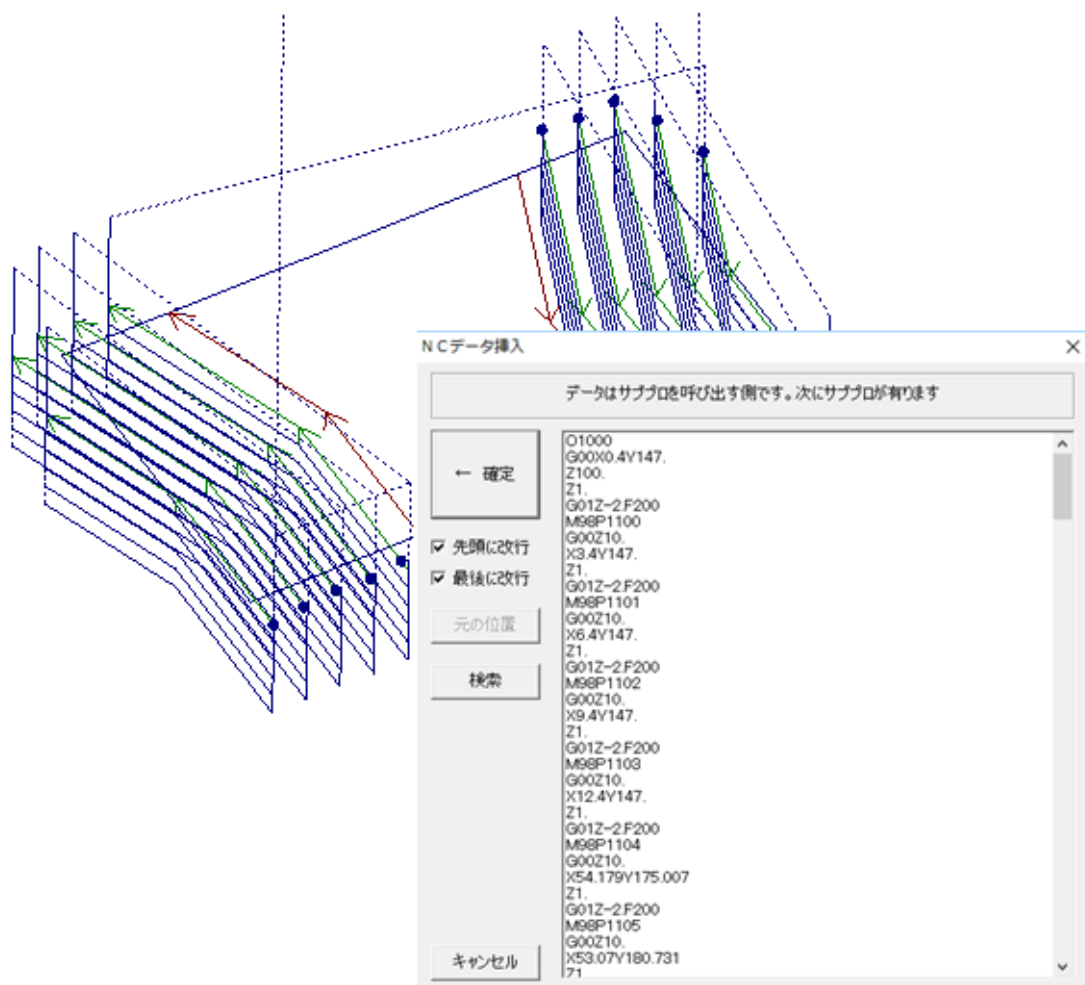 NCデータ挿入
データはサブプロを呼び出す側です。次にサブプロが有ります
← 確定
先頭に改行
最後に改行
元の位置
検索
キャンセル
O1000
G00X0.4Y147.
Z100.
Z1.
G01Z-2.F200
M98P1100
G00Z10.
X3.4Y147.
Z1.
G01Z-2.F200
M98P1101
G00Z10.
X6.4Y147.
Z1.
G01Z-2.F200
M98P1102
G00Z10.
X9.4Y147.
Z1.
G01Z-2.F200
M98P1103
G00Z10.
X12.4Y147.
Z1.
G01Z-2.F200
M98P1104
G00Z10.
X54.179Y175.007
Z1.
G01Z-2.F200
M98P1105
G00Z10.
X53.07Y180.731
Z1